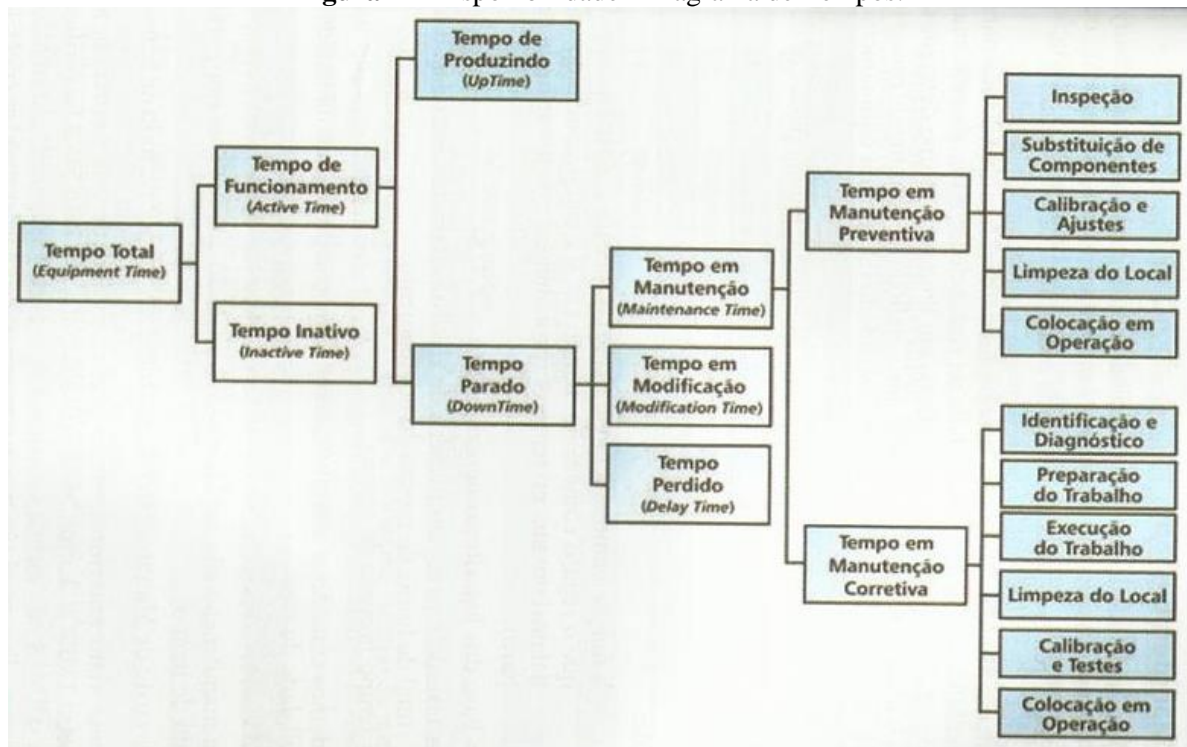 Tempo de
Produzindo
(UpTime)
Tempo de
Funcionamento
(Active Time)
Tempo Total
(Equipment Time)
Tempo Inativo
(Inactive Time)
Tempo
Parado
(DownTime)
Tempo em
Manutenção
(Maintenance Time)
Tempo em
Modificação
(Modification Time)
Tempo
Perdido
(Delay Time)
Tempo em
Manutenção
Preventiva
Tempo em
Manutenção
Corretiva
Inspeção
Substituição de
Componentes
Calibração e
Ajustes
Limpeza do Local
Colocação em
Operação
Identificação e
Diagnóstico
Preparação
do Trabalho
Execução
do Trabalho
Limpeza do Local
Calibração
e Testes
Colocação em
Operação